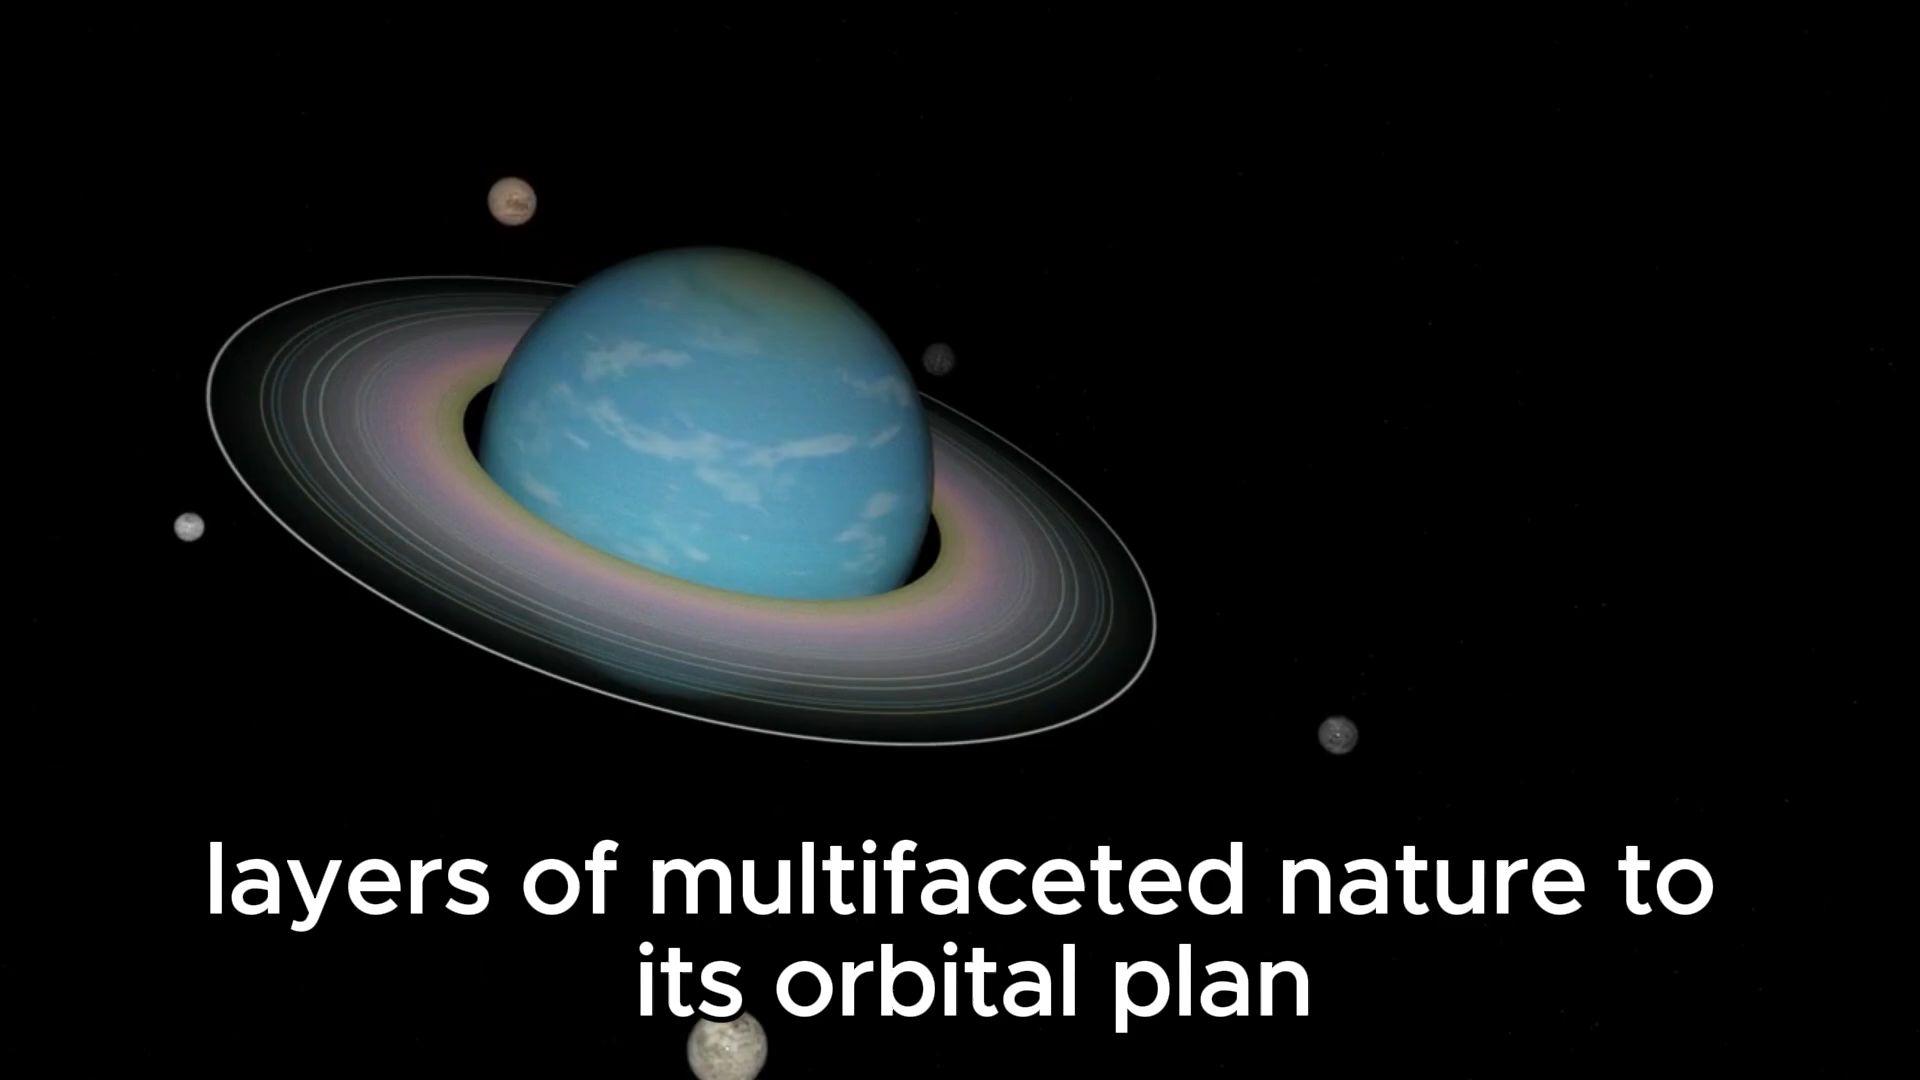 layers of multifaceted nature to
its orbital plan